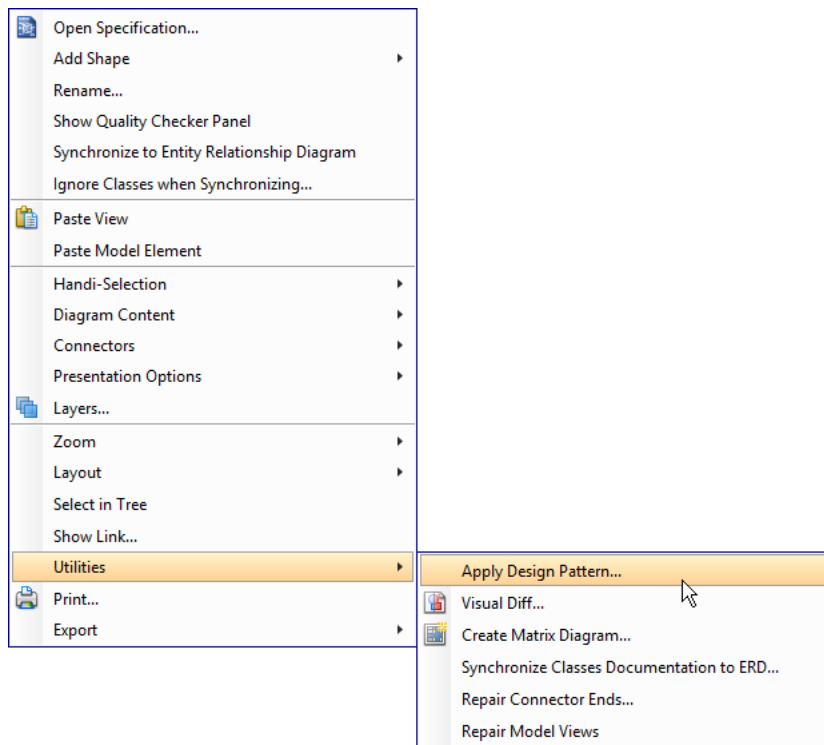 Open Specification...
Add Shape
Rename...
Show Quality Checker Panel
Synchronize to Entity Relationship Diagram
Ignore Classes when Synchronizing...
Paste View
Paste Model Element
Handi-Selection
Diagram Content
Connectors
Presentation Options
Layers...
Zoom
Layout
Select in Tree
Show Link...
Utilities
Print...
Export
Apply Design Pattern...
Visual Diff...
Create Matrix Diagram...
Synchronize Classes Documentation to ERD...
Repair Connector Ends...
Repair Model Views